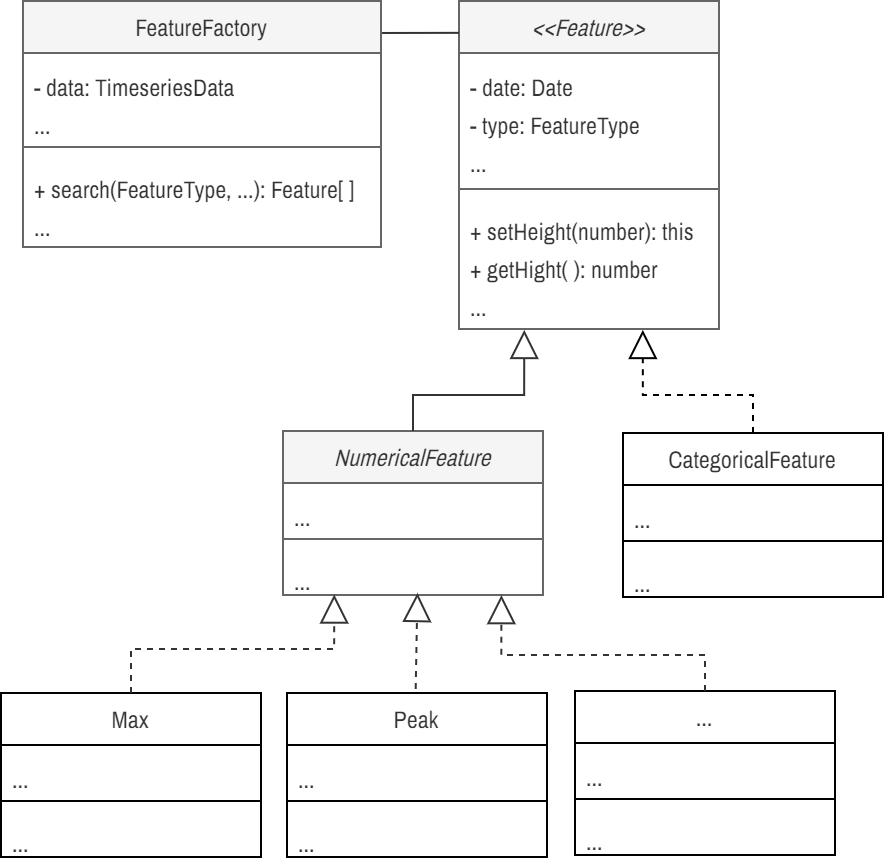 FeatureFactory
- data: TimeseriesData
...
+ search(FeatureType, ...): Feature[ ]
...
<<Feature>>
- date: Date
- type: FeatureType
...
+ setHeight(number): this
+ getHight( ): number
...
NumericalFeature
...
...
CategoricalFeature
...
...
Max
...
...
Peak
...
...
...
...
...